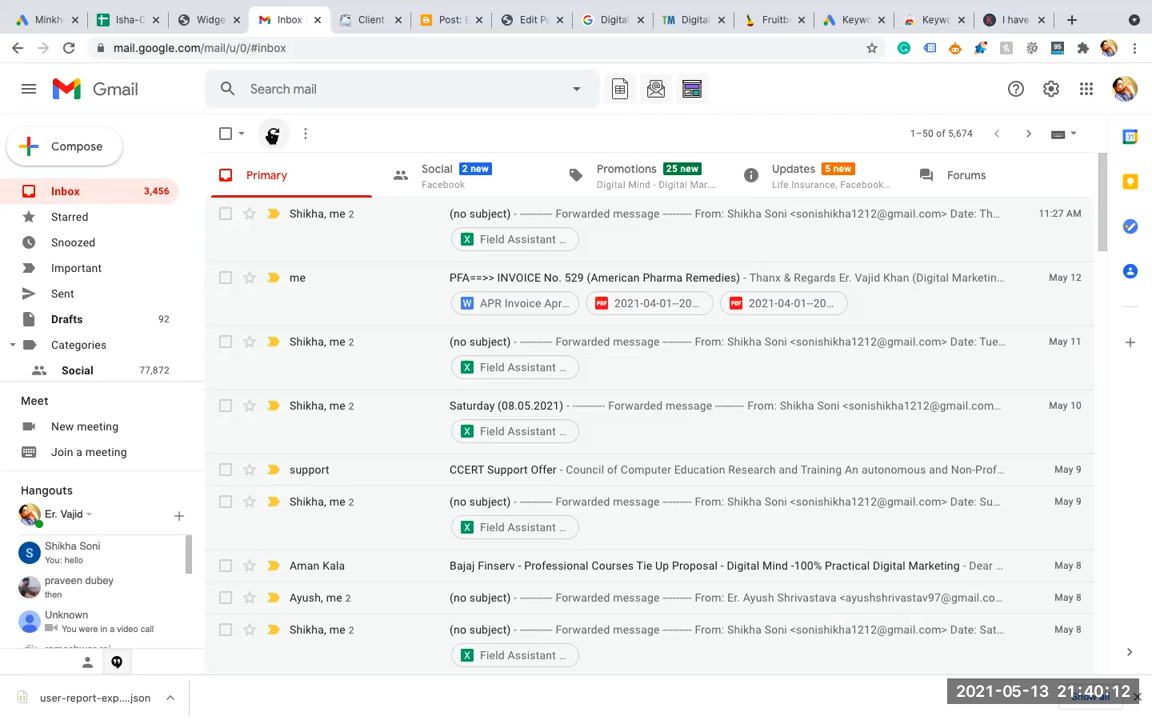 Minkh
Isha-C
Widge
Inbox
Client
Post: E
Edit Pa
Digital
TM Digital
Fruitb
Keywo
Keywo
K I have
mail.google.com/mail/u/0/#inbox
95
Gmail
Search mail
Compose
1–50 of 5,674
31
Primary
Social 2 new
Facebook
Promotions 25 new
Digital Mind - Digital Mar...
Updates 5 new
Life Insurance, Facebook...
Forums
Inbox 3,456
Starred
Snoozed
Important
Sent
Drafts 92
Categories
Social 77,872
Meet
New meeting
Join a meeting
Hangouts
Er. Vajid
S Shikha Soni
You: hello
praveen dubey
then
Unknown
You were in a video call
Shikha, me 2 (no subject) - ---------- Forwarded message --------- From: Shikha Soni <sonishikha1212@gmail.com> Date: Th... 11:27 AM
X Field Assistant ...
me PFA==>> INVOICE No. 529 (American Pharma Remedies) - Thanx & Regards Er. Vajid Khan (Digital Marketin... May 12
W APR Invoice Apr... PDF 2021-04-01--20... PDF 2021-04-01--20...
Shikha, me 2 (no subject) - ---------- Forwarded message --------- From: Shikha Soni <sonishikha1212@gmail.com> Date: Tue... May 11
X Field Assistant ...
Shikha, me 2 Saturday (08.05.2021) - ---------- Forwarded message --------- From: Shikha Soni <sonishikha1212@gmail.com... May 10
X Field Assistant ...
support CCERT Support Offer - Council of Computer Education Research and Training An autonomous and Non-Prof... May 9
Shikha, me 2 (no subject) - ---------- Forwarded message --------- From: Shikha Soni <sonishikha1212@gmail.com> Date: Su... May 9
X Field Assistant ...
Aman Kala Bajaj Finserv - Professional Courses Tie Up Proposal - Digital Mind -100% Practical Digital Marketing - Dear ... May 8
Ayush, me 2 (no subject) - ---------- Forwarded message --------- From: Er. Ayush Shrivastava <ayushshrivastav97@gmail.co... May 8
Shikha, me 2 (no subject) - ---------- Forwarded message --------- From: Shikha Soni <sonishikha1212@gmail.com> Date: Sat... May 8
X Field Assistant ...
user-report-exp....json
2021-05-13 21:40:12
Show all